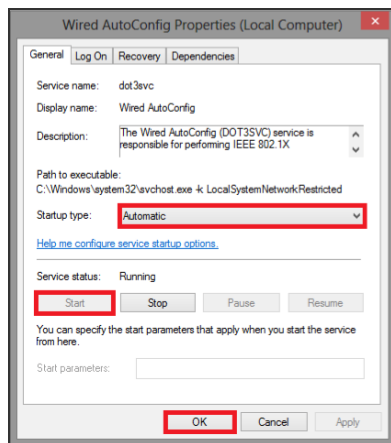 Wired AutoConfig Properties (Local Computer)
General Log On Recovery Dependencies
Service name: dot3svc
Display name: Wired AutoConfig
Description: The Wired AutoConfig (DOT3SVC) service is
responsible for performing IEEE 802.1X
Path to executable:
C:\Windows\system32\svchost.exe -k LocalSystemNetworkRestricted
Startup type: Automatic
Help me configure service startup options.
Service status: Running
Start Stop Pause Resume
You can specify the start parameters that apply when you start the service
from here.
Start parameters:
OK Cancel Apply